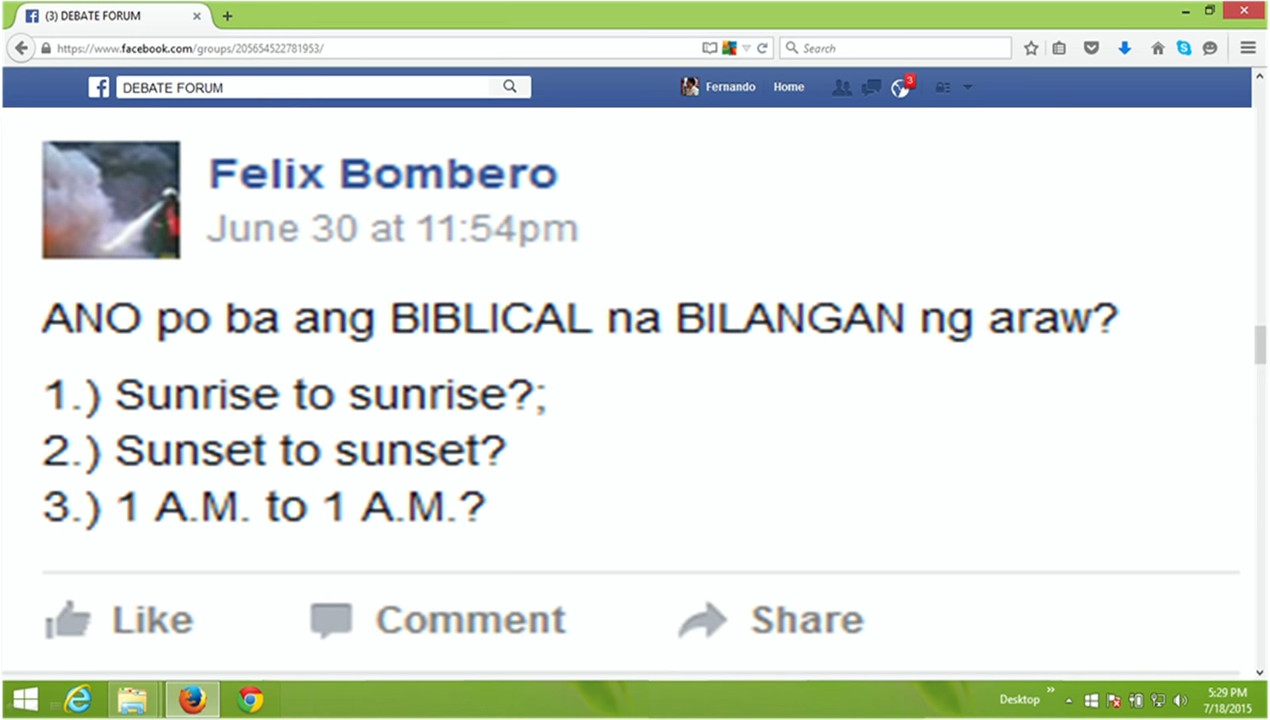 (3) DEBATE FORUM
https://www.facebook.com/groups/205654522781953/
Search
DEBATE FORUM
Fernando Home 3
Felix Bombero
June 30 at 11:54pm
ANO po ba ang BIBLICAL na BILANGAN ng araw?
1.) Sunrise to sunrise?;
2.) Sunset to sunset?
3.) 1 A.M. to 1 A.M.?
Like Comment Share
Desktop
5:29 PM
7/18/2015